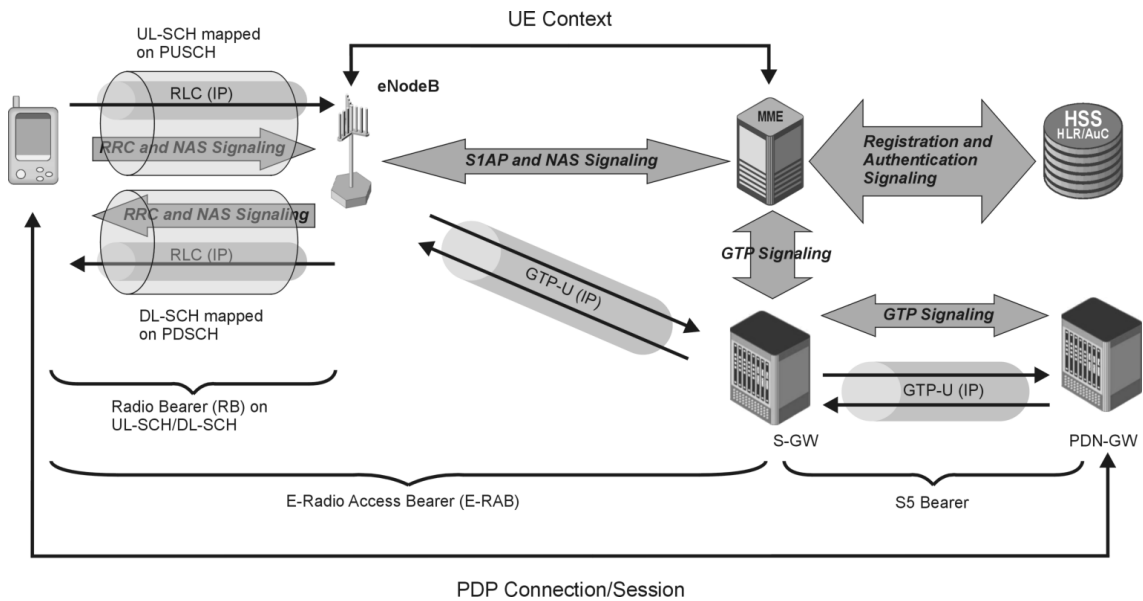 UE Context
UL-SCH mapped
on PUSCH
RLC (IP)
RRC and NAS Signaling
eNodeB
MME
HSS
HLR/AuC
S1AP and NAS Signaling
Registration and
Authentication
Signaling
RRC and NAS Signaling
RLC (IP)
GTP Signaling
GTP-U (IP)
DL-SCH mapped
on PDSCH
GTP Signaling
GTP-U (IP)
Radio Bearer (RB) on
UL-SCH/DL-SCH
S-GW
PDN-GW
E-Radio Access Bearer (E-RAB)
S5 Bearer
PDP Connection/Session